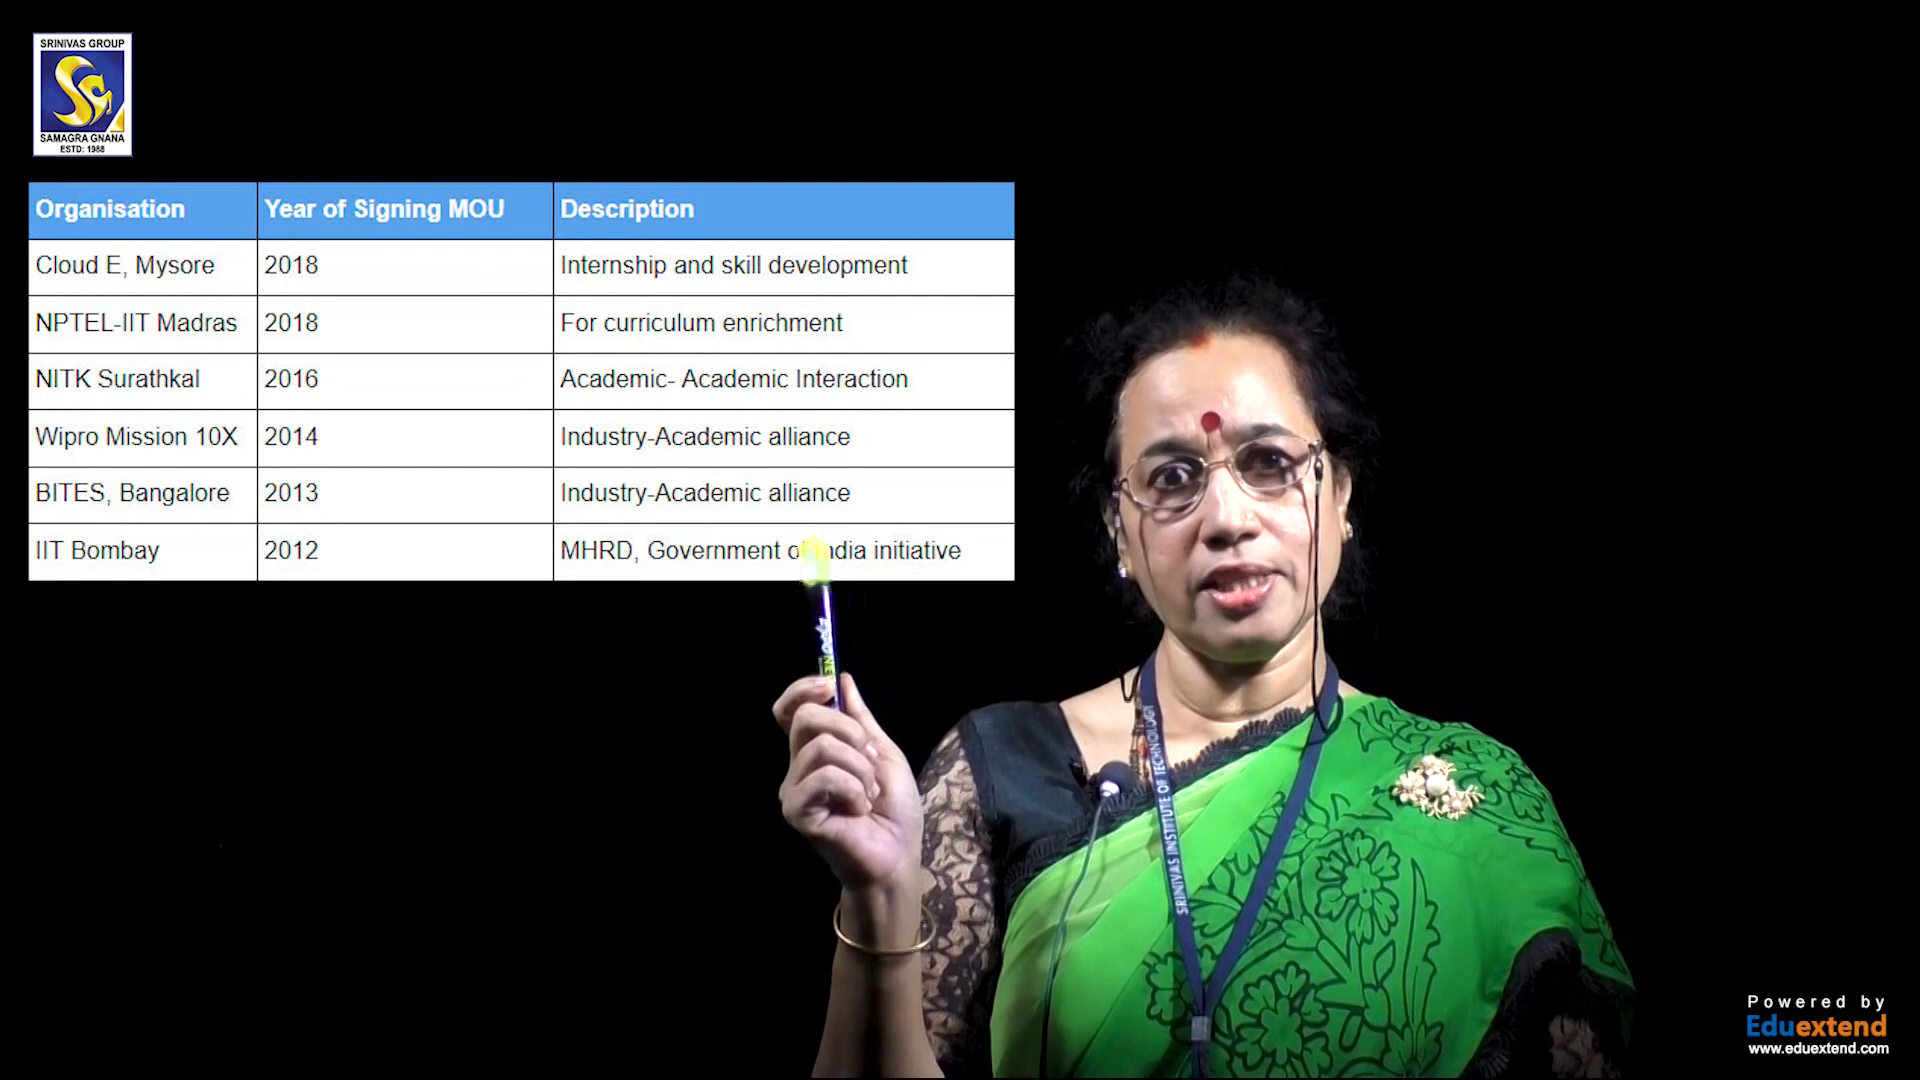 SRINIVAS GROUP
SAMAGRA GNANA
ESTD: 1988
Organisation Year of Signing MOU Description
Cloud E, Mysore 2018 Internship and skill development
NPTEL-IIT Madras 2018 For curriculum enrichment
NITK Surathkal 2016 Academic- Academic Interaction
Wipro Mission 10X 2014 Industry-Academic alliance
BITES, Bangalore 2013 Industry-Academic alliance
IIT Bombay 2012 MHRD, Government of India initiative
SRINIVAS INSTITUTE OF TECHNOLOGY
Powered by
Eduextend
www.eduextend.com